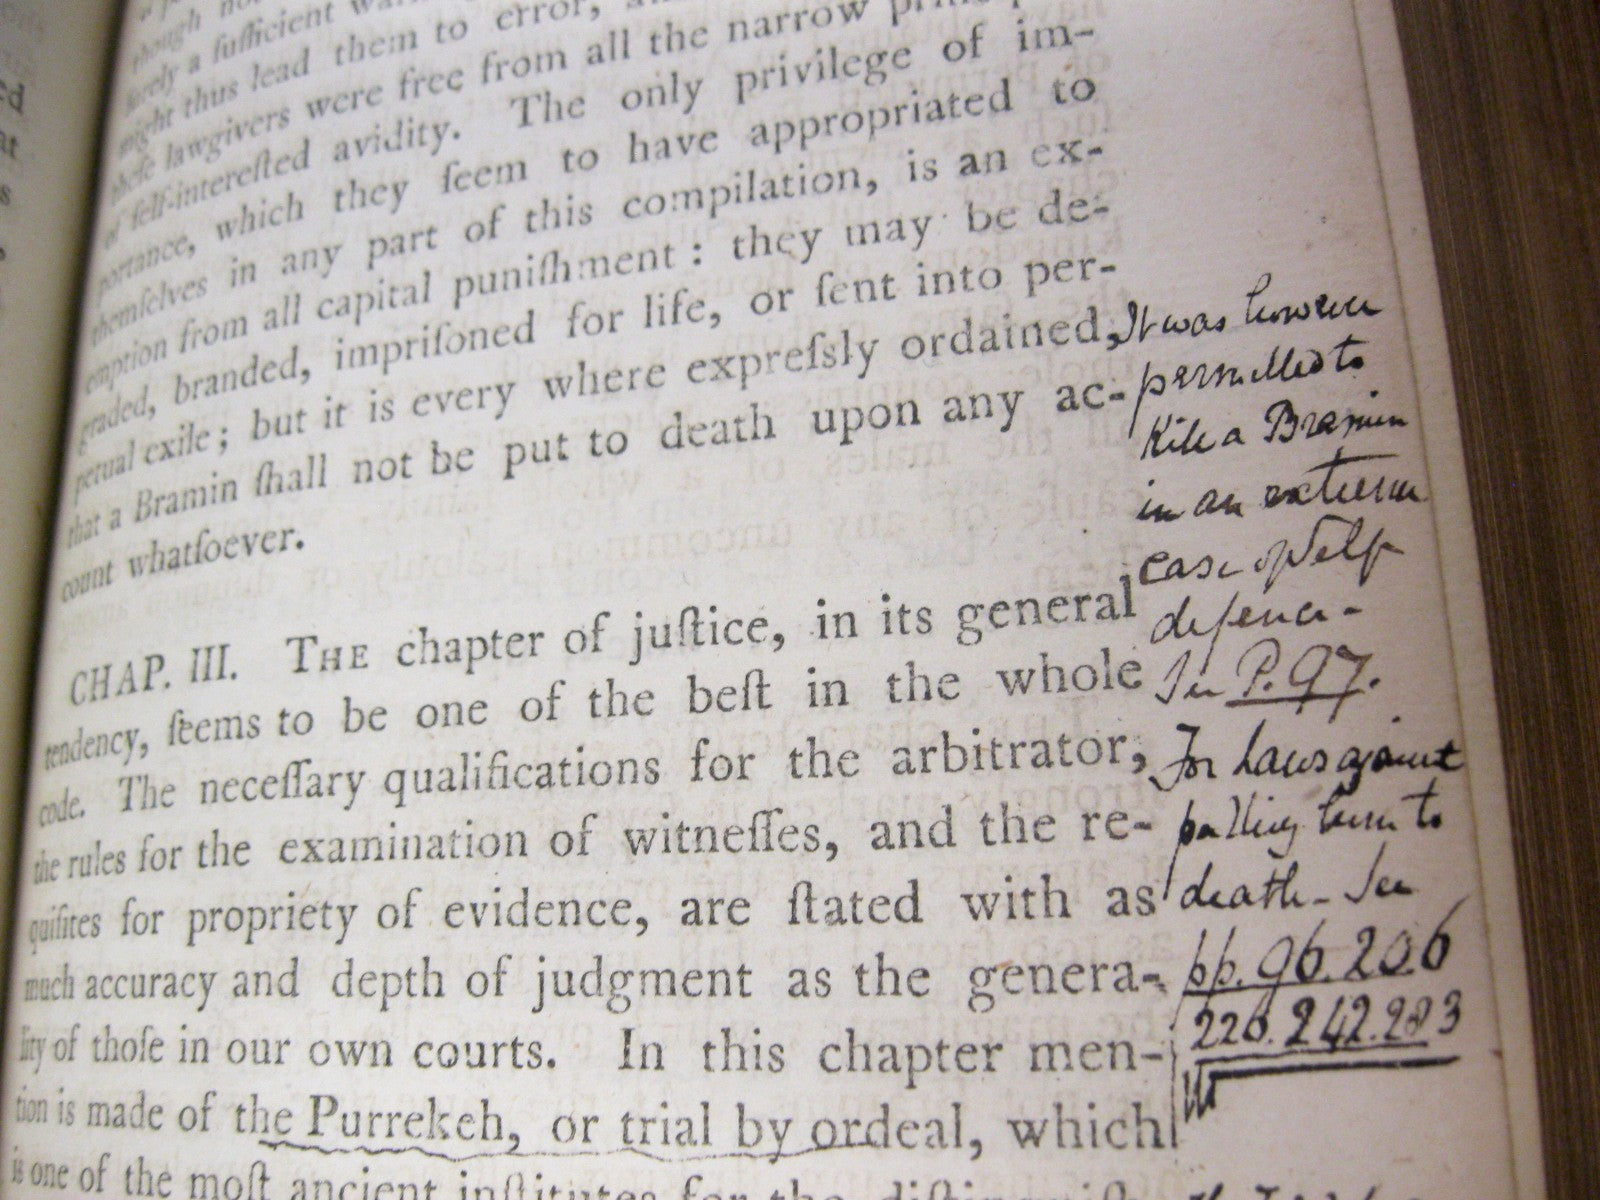 though no
surely a ſufficient
might thus lead them to error,
theſe lawgivers were free from all the narrow
of ſelf-intereſted avidity. The only privilege of im-
portance, which they ſeem to have appropriated to
themſelves in any part of this compilation, is an ex-
emption from all capital puniſhment : they may be de-
graded, branded, impriſoned for life, or ſent into per-
petual exile ; but it is every where expreſsly ordained,
that a Bramin ſhall not be put to death upon any ac-
count whatſoever.
CHAP. III. THE chapter of juſtice, in its general
tendency, ſeems to be one of the beſt in the whole
code. The neceſſary qualifications for the arbitrator,
the rules for the examination of witneſſes, and the re-
quiſites for propriety of evidence, are ſtated with as
much accuracy and depth of judgment as the genera-
lity of thoſe in our own courts. In this chapter men-
tion is made of the Purrekeh, or trial by ordeal, which
is one of the moſt ancient inſtitutes for the
It was however
permitted to
Kill a Bramin
in an extreme
case of Self
defence -
See P. 97.
For Laws against
putting him to
death - See
pp. 96. 206
226. 242. 283
ed
at
s